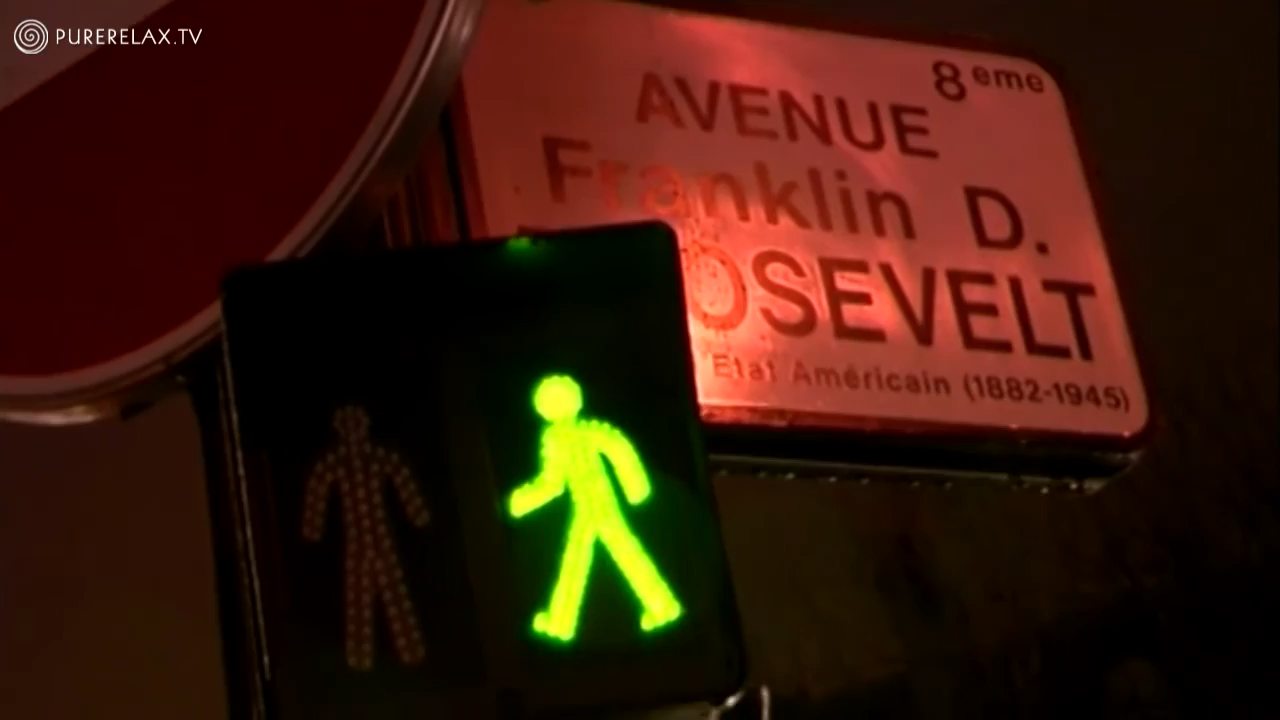 PURERELAX.TV
8eme
AVENUE
Franklin D.
OSEVELT
Etat Américain (1882-1945)